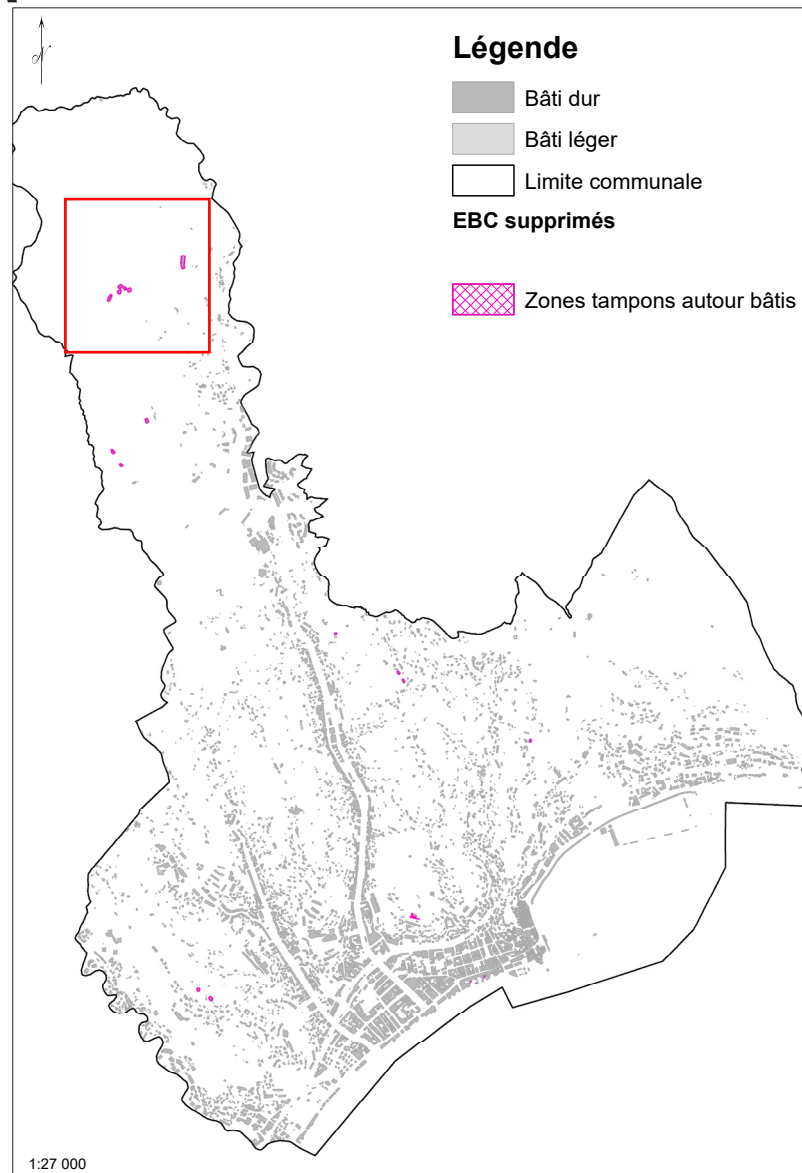 N
Légende
Bâti dur
Bâti léger
Limite communale
EBC supprimés
Zones tampons autour bâtis
1:27 000